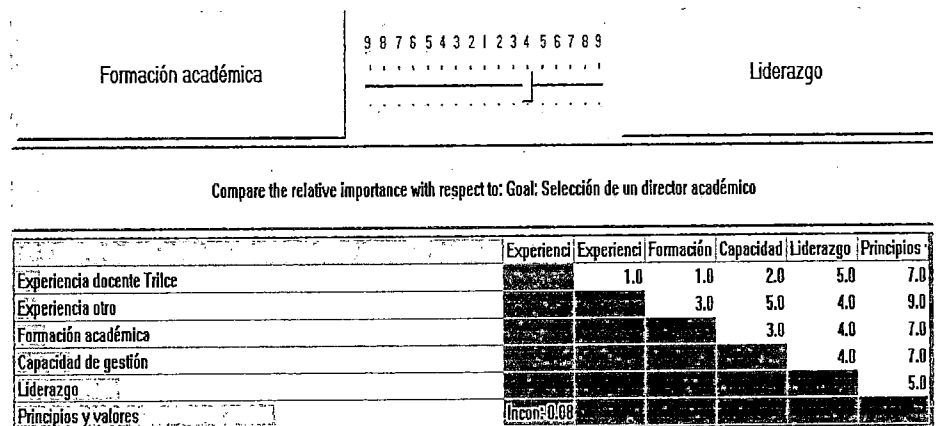 9 8 7 6 5 4 3 2 1 2 3 4 5 6 7 8 9
Formación académica
Liderazgo
Compare the relative importance with respect to: Goal: Selección de un director académico
Experienci Experienci Formación Capacidad Liderazgo Principios
Experiencia docente Trilce 1.0 1.0 2.0 5.0 7.0
Experiencia otro 3.0 5.0 4.0 9.0
Formación académica 3.0 4.0 7.0
Capacidad de gestión 4.0 7.0
Liderazgo 5.0
Principios y valores Incon: 0.08